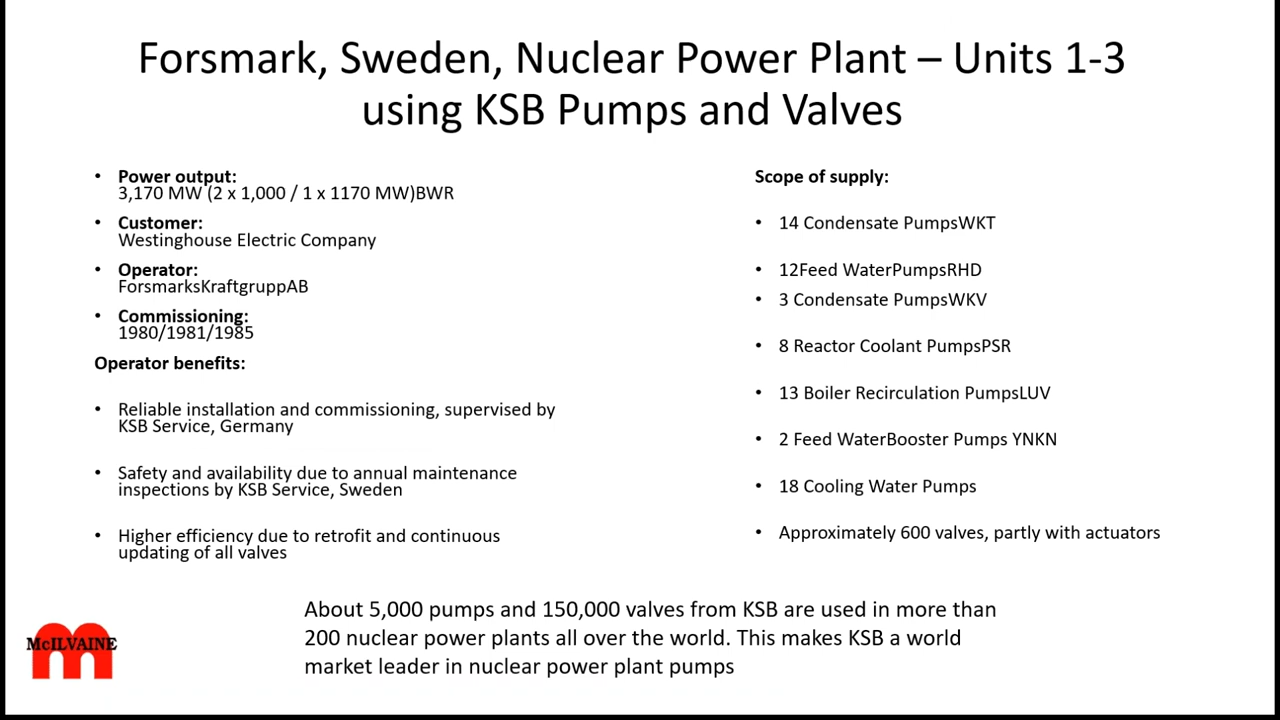 Forsmark, Sweden, Nuclear Power Plant – Units 1-3
using KSB Pumps and Valves
• Power output:
3,170 MW (2 x 1,000 / 1 x 1170 MW)BWR
• Customer:
Westinghouse Electric Company
• Operator:
ForsmarksKraftgruppAB
• Commissioning:
1980/1981/1985
Operator benefits:
• Reliable installation and commissioning, supervised by
KSB Service, Germany
• Safety and availability due to annual maintenance
inspections by KSB Service, Sweden
• Higher efficiency due to retrofit and continuous
updating of all valves
Scope of supply:
• 14 Condensate PumpsWKT
• 12Feed WaterPumpsRHD
• 3 Condensate PumpsWKV
• 8 Reactor Coolant PumpsPSR
• 13 Boiler Recirculation PumpsLUV
• 2 Feed WaterBooster Pumps YNKN
• 18 Cooling Water Pumps
• Approximately 600 valves, partly with actuators
About 5,000 pumps and 150,000 valves from KSB are used in more than
200 nuclear power plants all over the world. This makes KSB a world
market leader in nuclear power plant pumps
McILVAINE